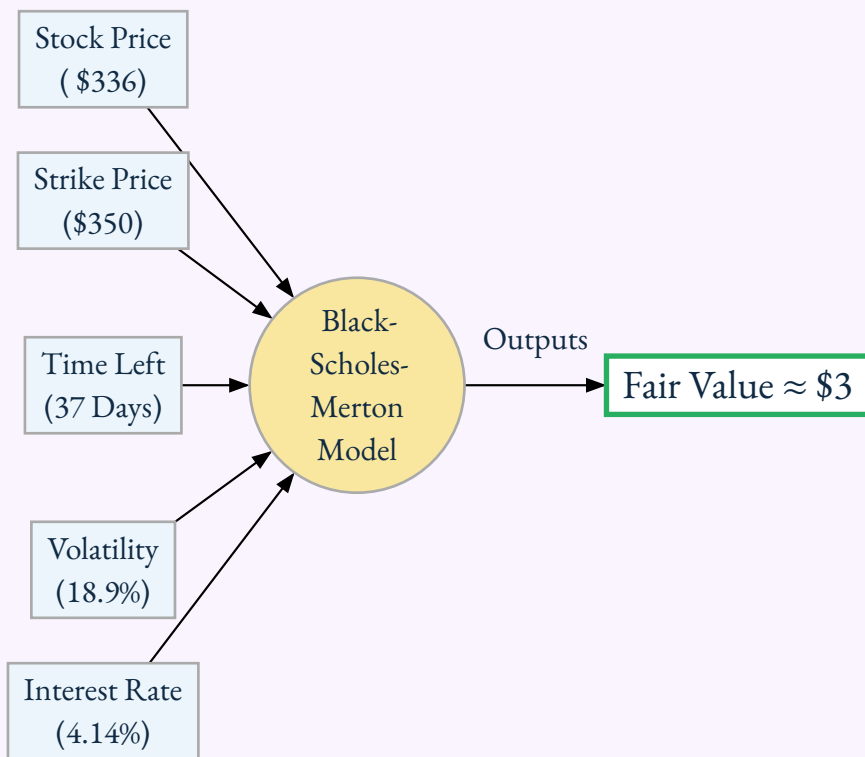 Stock Price
( $336)
Strike Price
($350)
Time Left
(37 Days)
Volatility
(18.9%)
Interest Rate
(4.14%)
Black-
Scholes-
Merton
Model
Outputs
Fair Value ≈ $3